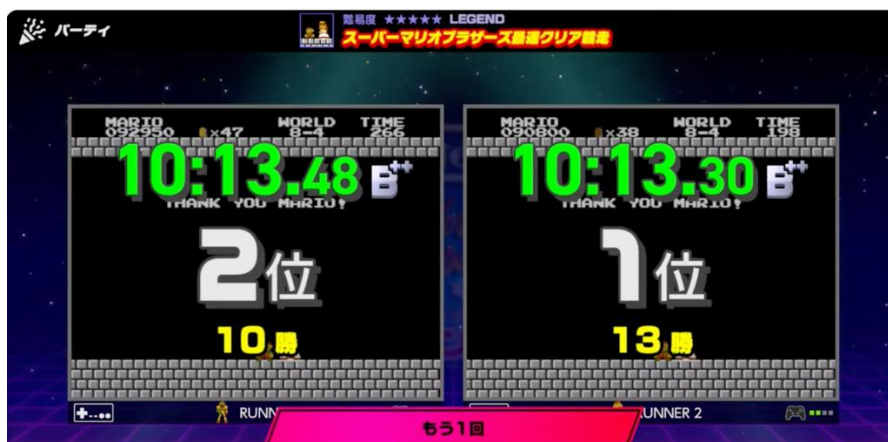 パーティ
難易度 ★★★★★ LEGEND
スーパーマリオブラザーズ最速クリア競走
MARIO WORLD TIME
092950 ×47 8-4 266
10:13.48 B++
THANK YOU MARIO!
2位
10勝
MARIO WORLD TIME
090800 ×38 8-4 198
10:13.30 B++
THANK YOU MARIO!
1位
13勝
RUNN
UNNER 2
もう1回